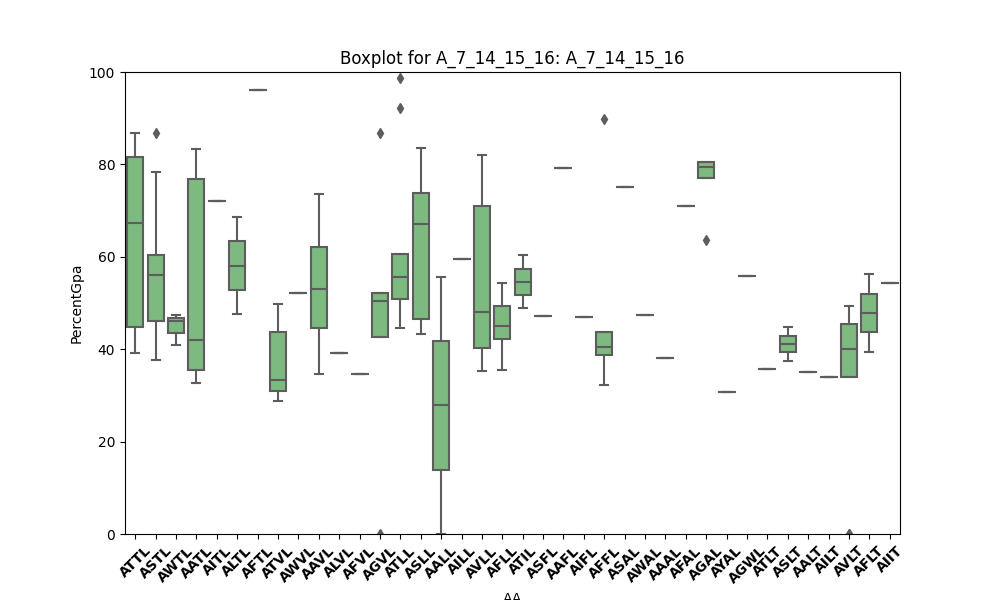 Boxplot for A_7_14_15_16: A_7_14_15_16
100
80
60
40
20
0
PercentGpa
ATTL ASTL AWTL AATL AITL ALTL AFTL ATVL AWVL AAVL ALVL AFVL AGVL ATLL ASLL AALL AILL AVLL AFLL ATIL ASFL AAFL AIFL AFFL ASAL AWAL AAAL AFAL AGAL AYAL AGWL ATLT ASLT AALT AILT AVLT AFLT AIIT
AA